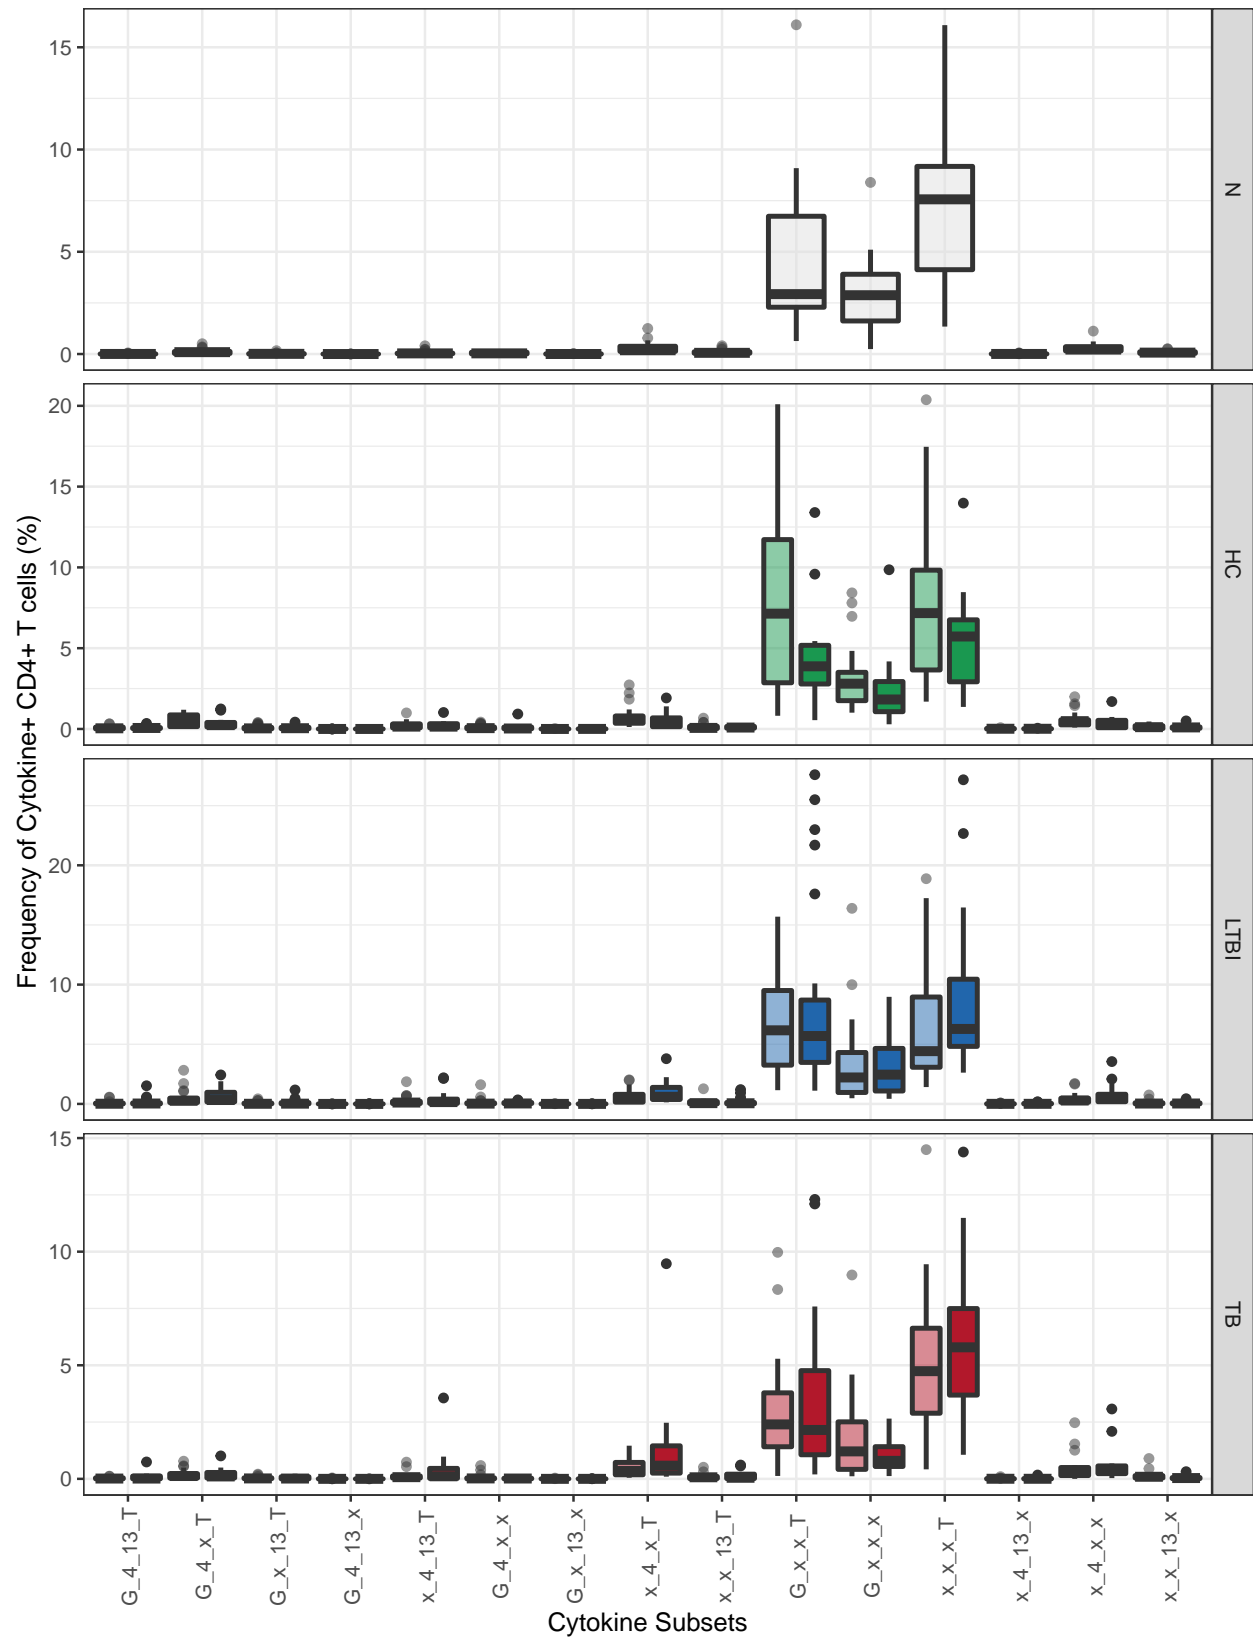 Frequency of Cytokine+ CD4+ T cells (%)
15
10
5
0
N
20
15
10
5
0
HC
20
10
0
LTBI
15
10
5
0
TB
G_4_13_T
G_4_x_T
G_x_13_T
G_4_13_x
x_4_13_T
G_4_x_x
G_x_13_x
x_4_x_T
x_x_13_T
G_x_x_T
G_x_x_x
x_x_x_T
x_4_13_x
x_4_x_x
x_x_13_x
Cytokine Subsets